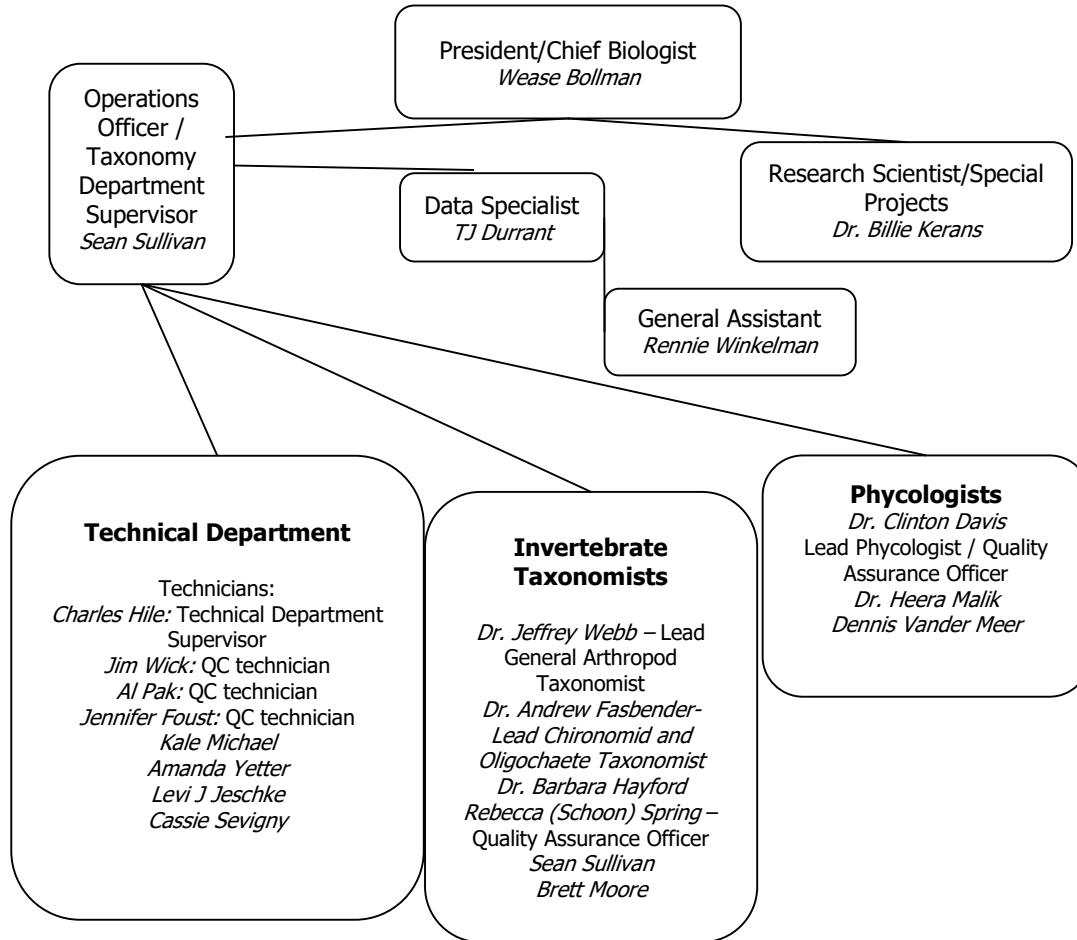 President/Chief Biologist
Wease Bollman
Operations
Officer /
Taxonomy
Department
Supervisor
Sean Sullivan
Research Scientist/Special
Projects
Dr. Billie Kerans
Data Specialist
TJ Durrant
General Assistant
Rennie Winkelman
Technical Department
Technicians:
Charles Hile: Technical Department
Supervisor
Jim Wick: QC technician
Al Pak: QC technician
Jennifer Foust: QC technician
Kale Michael
Amanda Yetter
Levi J Jeschke
Cassie Sevigny
Invertebrate
Taxonomists
Dr. Jeffrey Webb – Lead
General Arthropod
Taxonomist
Dr. Andrew Fasbender-
Lead Chironomid and
Oligochaete Taxonomist
Dr. Barbara Hayford
Rebecca (Schoon) Spring –
Quality Assurance Officer
Sean Sullivan
Brett Moore
Phycologists
Dr. Clinton Davis
Lead Phycologist / Quality
Assurance Officer
Dr. Heera Malik
Dennis Vander Meer